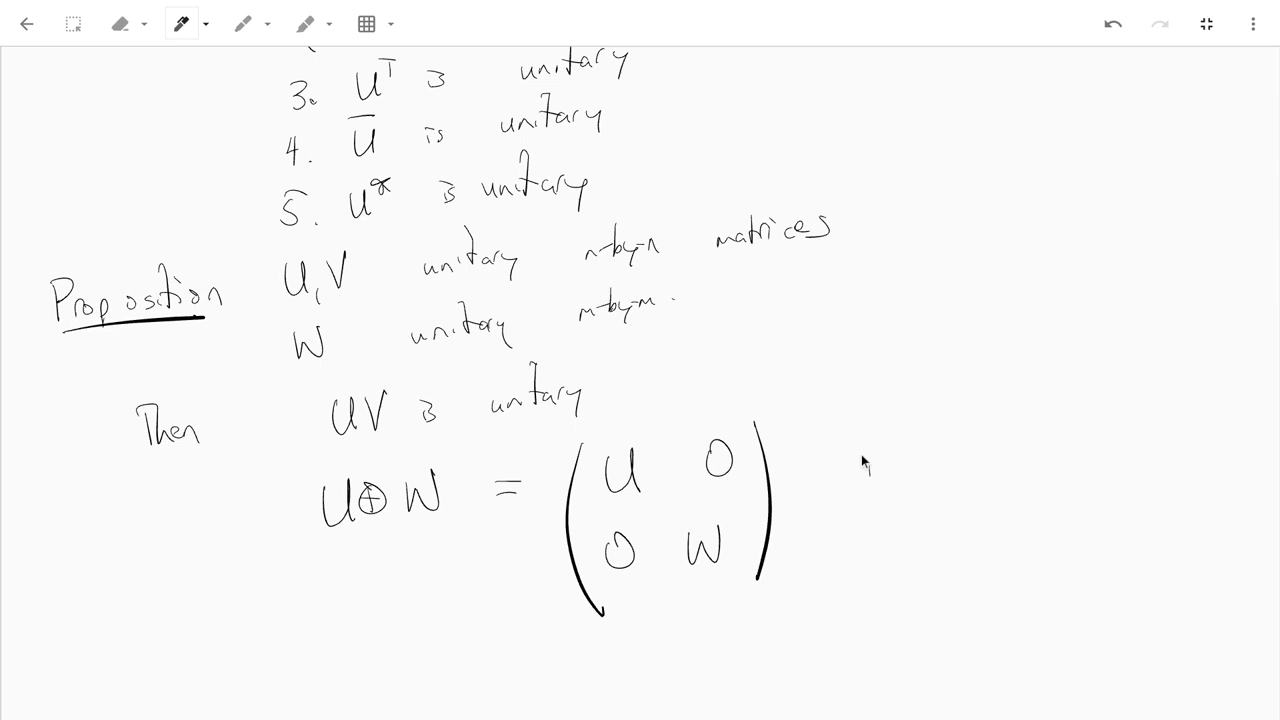 3. Uᵀ is unitary
4. U̅ is unitary
5. U* is unitary
Proposition U, V unitary n-by-n matrices
W unitary m-by-m.
Then UV is unitary
U⊕W = ( U 0
0 W )